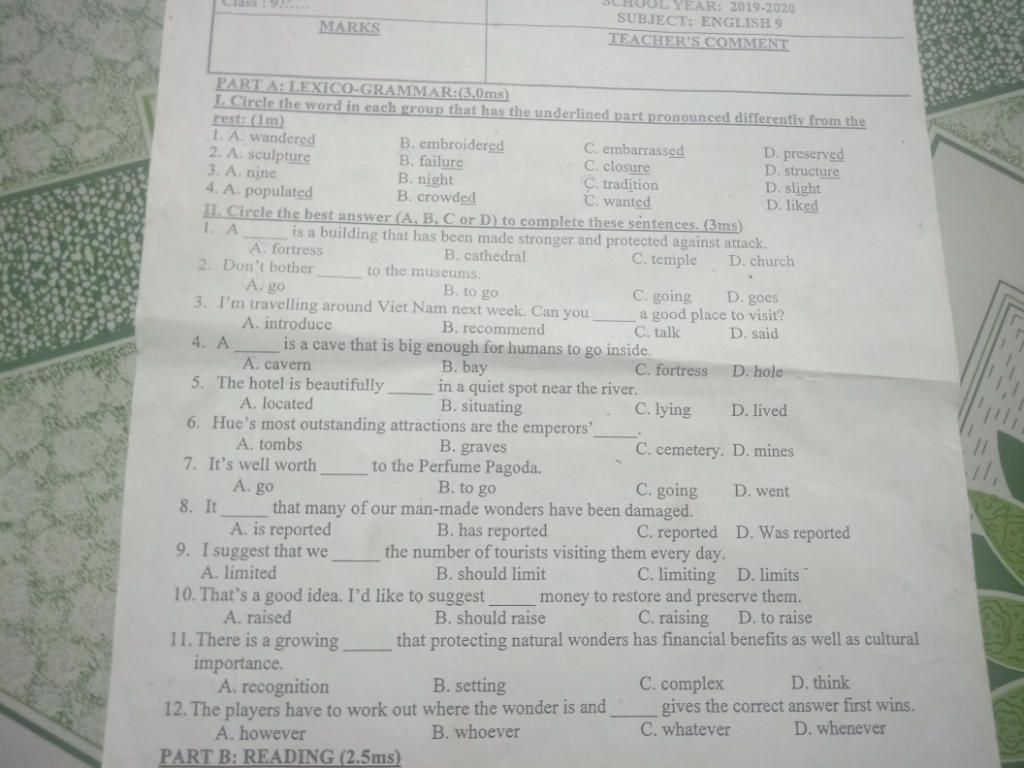 Class : 9
SCHOOL YEAR: 2019-2020
SUBJECT: ENGLISH 9
MARKS
TEACHER'S COMMENT
PART A: LEXICO-GRAMMAR:(3,0ms)
I. Circle the word in each group that has the underlined part pronounced differently from the
rest: (1m)
1. A. wandered B. embroidered C. embarrassed D. preserved
2. A. sculpture B. failure C. closure D. structure
3. A. nine B. night C. tradition D. slight
4. A. populated B. crowded C. wanted D. liked
II. Circle the best answer (A, B, C or D) to complete these sentences. (3ms)
1. A _____ is a building that has been made stronger and protected against attack.
A. fortress B. cathedral C. temple D. church
2. Don't bother _____ to the museums.
A. go B. to go C. going D. goes
3. I'm travelling around Viet Nam next week. Can you _____ a good place to visit?
A. introduce B. recommend C. talk D. said
4. A _____ is a cave that is big enough for humans to go inside.
A. cavern B. bay C. fortress D. hole
5. The hotel is beautifully _____ in a quiet spot near the river.
A. located B. situating C. lying D. lived
6. Hue's most outstanding attractions are the emperors' _____.
A. tombs B. graves C. cemetery. D. mines
7. It's well worth _____ to the Perfume Pagoda.
A. go B. to go C. going D. went
8. It _____ that many of our man-made wonders have been damaged.
A. is reported B. has reported C. reported D. Was reported
9. I suggest that we _____ the number of tourists visiting them every day.
A. limited B. should limit C. limiting D. limits
10. That's a good idea. I'd like to suggest _____ money to restore and preserve them.
A. raised B. should raise C. raising D. to raise
11. There is a growing _____ that protecting natural wonders has financial benefits as well as cultural
importance.
A. recognition B. setting C. complex D. think
12. The players have to work out where the wonder is and _____ gives the correct answer first wins.
A. however B. whoever C. whatever D. whenever
PART B: READING (2.5ms)